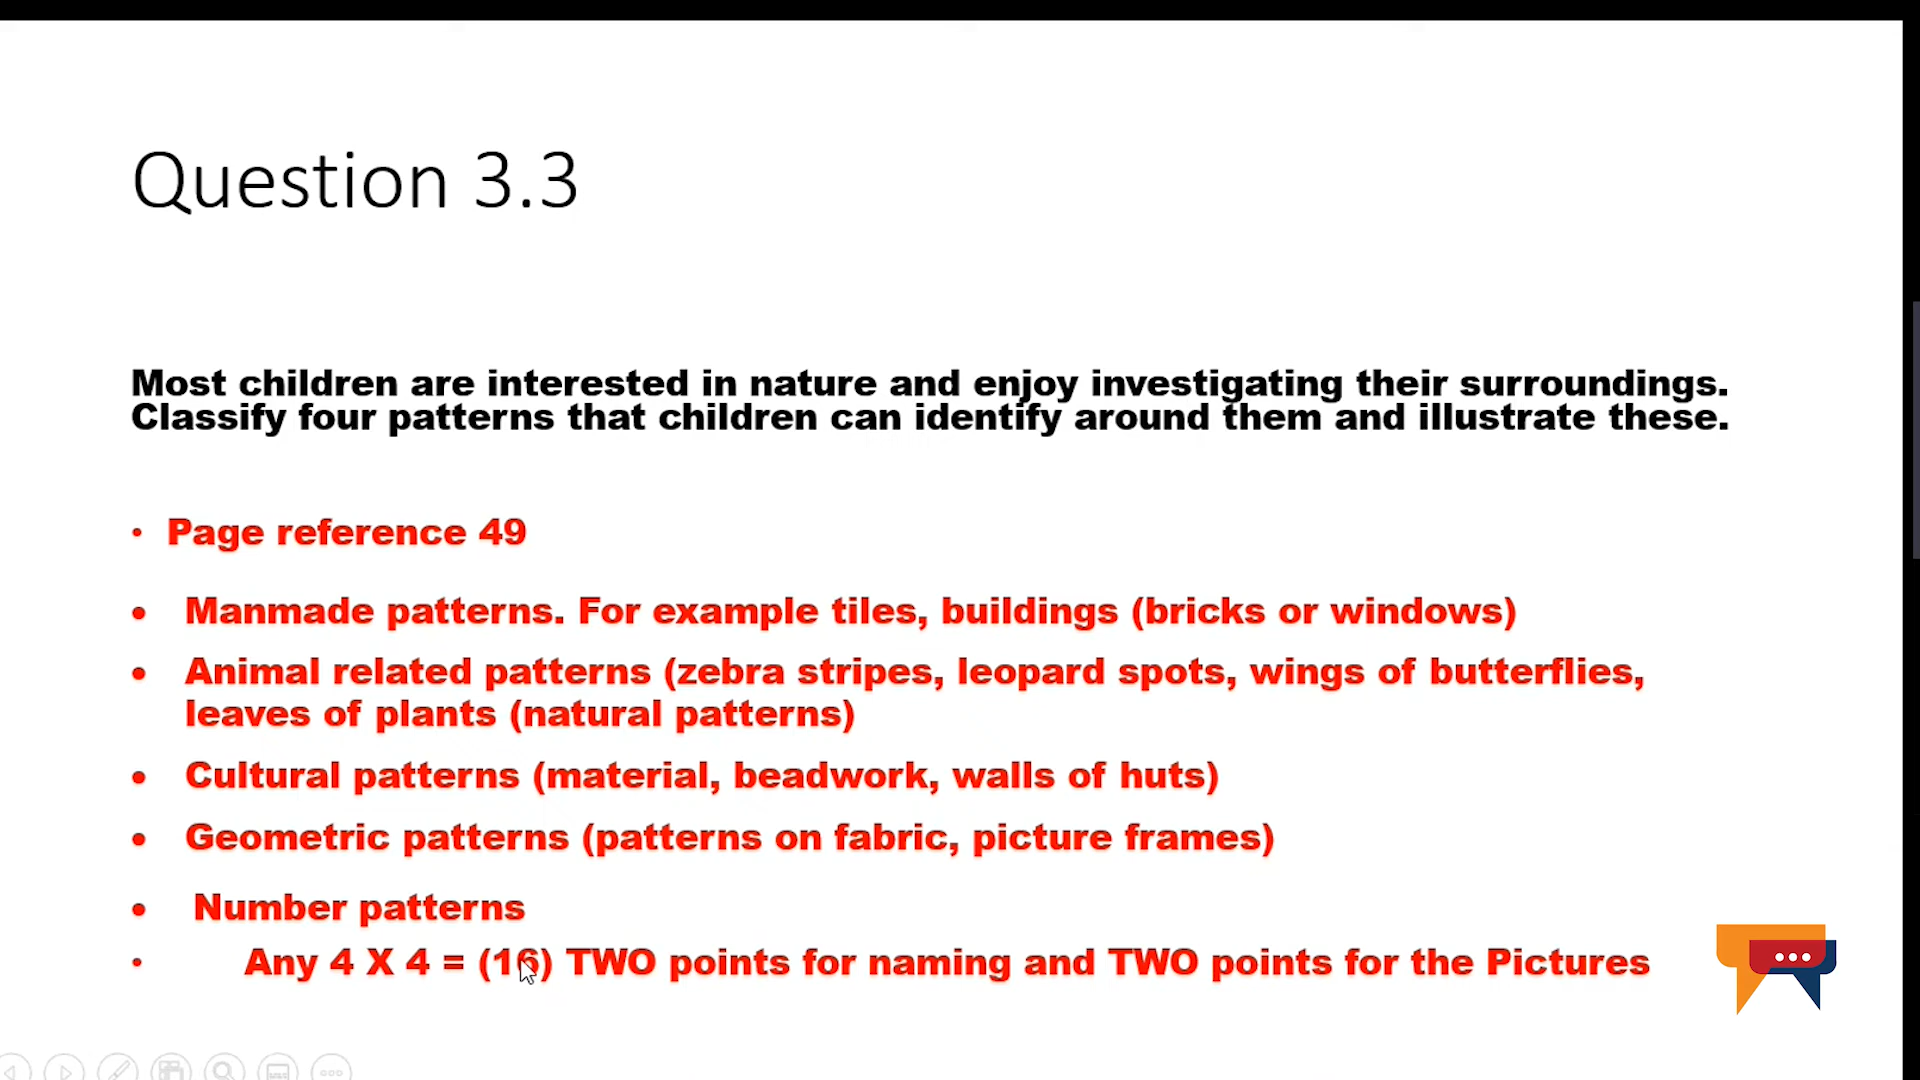 Question 3.3
Most children are interested in nature and enjoy investigating their surroundings.
Classify four patterns that children can identify around them and illustrate these.
• Page reference 49
• Manmade patterns. For example tiles, buildings (bricks or windows)
• Animal related patterns (zebra stripes, leopard spots, wings of butterflies,
leaves of plants (natural patterns)
• Cultural patterns (material, beadwork, walls of huts)
• Geometric patterns (patterns on fabric, picture frames)
• Number patterns
• Any 4 X 4 = (16) TWO points for naming and TWO points for the Pictures